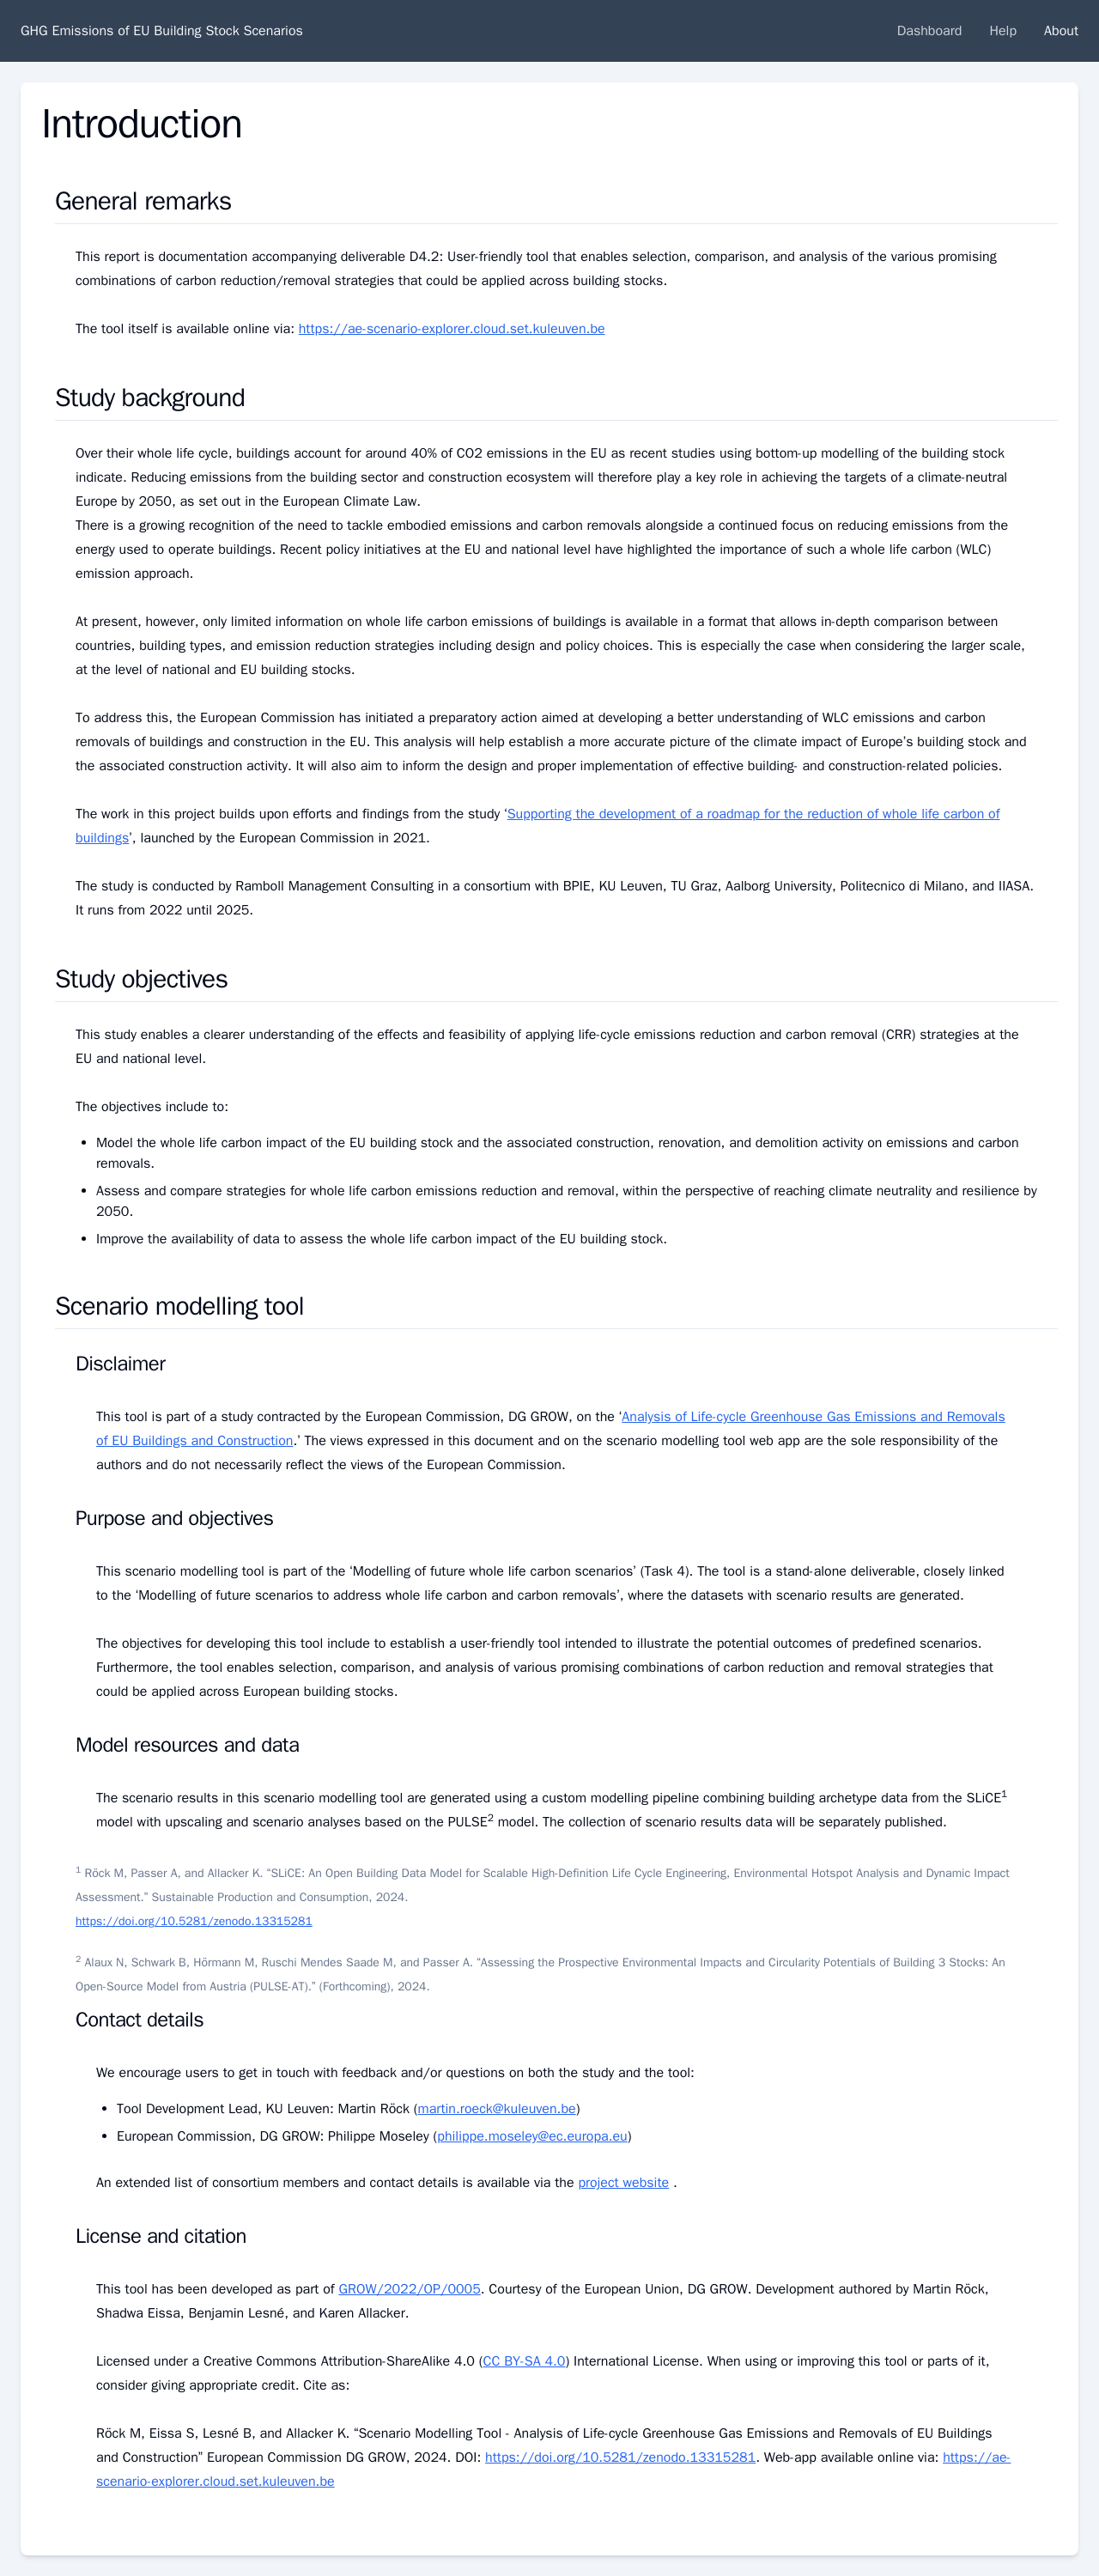 GHG Emissions of EU Building Stock Scenarios
Dashboard Help About
Introduction
General remarks
This report is documentation accompanying deliverable D4.2: User-friendly tool that enables selection, comparison, and analysis of the various promising
combinations of carbon reduction/removal strategies that could be applied across building stocks.
The tool itself is available online via: https://ae-scenario-explorer.cloud.set.kuleuven.be
Study background
Over their whole life cycle, buildings account for around 40% of CO2 emissions in the EU as recent studies using bottom-up modelling of the building stock
indicate. Reducing emissions from the building sector and construction ecosystem will therefore play a key role in achieving the targets of a climate-neutral
Europe by 2050, as set out in the European Climate Law.
There is a growing recognition of the need to tackle embodied emissions and carbon removals alongside a continued focus on reducing emissions from the
energy used to operate buildings. Recent policy initiatives at the EU and national level have highlighted the importance of such a whole life carbon (WLC)
emission approach.
At present, however, only limited information on whole life carbon emissions of buildings is available in a format that allows in-depth comparison between
countries, building types, and emission reduction strategies including design and policy choices. This is especially the case when considering the larger scale,
at the level of national and EU building stocks.
To address this, the European Commission has initiated a preparatory action aimed at developing a better understanding of WLC emissions and carbon
removals of buildings and construction in the EU. This analysis will help establish a more accurate picture of the climate impact of Europe's building stock and
the associated construction activity. It will also aim to inform the design and proper implementation of effective building- and construction-related policies.
The work in this project builds upon efforts and findings from the study ‘Supporting the development of a roadmap for the reduction of whole life carbon of
buildings’, launched by the European Commission in 2021.
The study is conducted by Ramboll Management Consulting in a consortium with BPIE, KU Leuven, TU Graz, Aalborg University, Politecnico di Milano, and IIASA.
It runs from 2022 until 2025.
Study objectives
This study enables a clearer understanding of the effects and feasibility of applying life-cycle emissions reduction and carbon removal (CRR) strategies at the
EU and national level.
The objectives include to:
• Model the whole life carbon impact of the EU building stock and the associated construction, renovation, and demolition activity on emissions and carbon
removals.
• Assess and compare strategies for whole life carbon emissions reduction and removal, within the perspective of reaching climate neutrality and resilience by
2050.
• Improve the availability of data to assess the whole life carbon impact of the EU building stock.
Scenario modelling tool
Disclaimer
This tool is part of a study contracted by the European Commission, DG GROW, on the ‘Analysis of Life-cycle Greenhouse Gas Emissions and Removals
of EU Buildings and Construction.’ The views expressed in this document and on the scenario modelling tool web app are the sole responsibility of the
authors and do not necessarily reflect the views of the European Commission.
Purpose and objectives
This scenario modelling tool is part of the ‘Modelling of future whole life carbon scenarios’ (Task 4). The tool is a stand-alone deliverable, closely linked
to the ‘Modelling of future scenarios to address whole life carbon and carbon removals’, where the datasets with scenario results are generated.
The objectives for developing this tool include to establish a user-friendly tool intended to illustrate the potential outcomes of predefined scenarios.
Furthermore, the tool enables selection, comparison, and analysis of various promising combinations of carbon reduction and removal strategies that
could be applied across European building stocks.
Model resources and data
The scenario results in this scenario modelling tool are generated using a custom modelling pipeline combining building archetype data from the SLiCE¹
model with upscaling and scenario analyses based on the PULSE² model. The collection of scenario results data will be separately published.
¹ Röck M, Passer A, and Allacker K. “SLiCE: An Open Building Data Model for Scalable High-Definition Life Cycle Engineering, Environmental Hotspot Analysis and Dynamic Impact
Assessment.” Sustainable Production and Consumption, 2024.
https://doi.org/10.5281/zenodo.13315281
² Alaux N, Schwark B, Hörmann M, Ruschi Mendes Saade M, and Passer A. “Assessing the Prospective Environmental Impacts and Circularity Potentials of Building 3 Stocks: An
Open-Source Model from Austria (PULSE-AT).” (Forthcoming), 2024.
Contact details
We encourage users to get in touch with feedback and/or questions on both the study and the tool:
• Tool Development Lead, KU Leuven: Martin Röck (martin.roeck@kuleuven.be)
• European Commission, DG GROW: Philippe Moseley (philippe.moseley@ec.europa.eu)
An extended list of consortium members and contact details is available via the project website .
License and citation
This tool has been developed as part of GROW/2022/OP/0005. Courtesy of the European Union, DG GROW. Development authored by Martin Röck,
Shadwa Eissa, Benjamin Lesné, and Karen Allacker.
Licensed under a Creative Commons Attribution-ShareAlike 4.0 (CC BY-SA 4.0) International License. When using or improving this tool or parts of it,
consider giving appropriate credit. Cite as:
Röck M, Eissa S, Lesné B, and Allacker K. “Scenario Modelling Tool - Analysis of Life-cycle Greenhouse Gas Emissions and Removals of EU Buildings
and Construction” European Commission DG GROW, 2024. DOI: https://doi.org/10.5281/zenodo.13315281. Web-app available online via: https://ae-
scenario-explorer.cloud.set.kuleuven.be